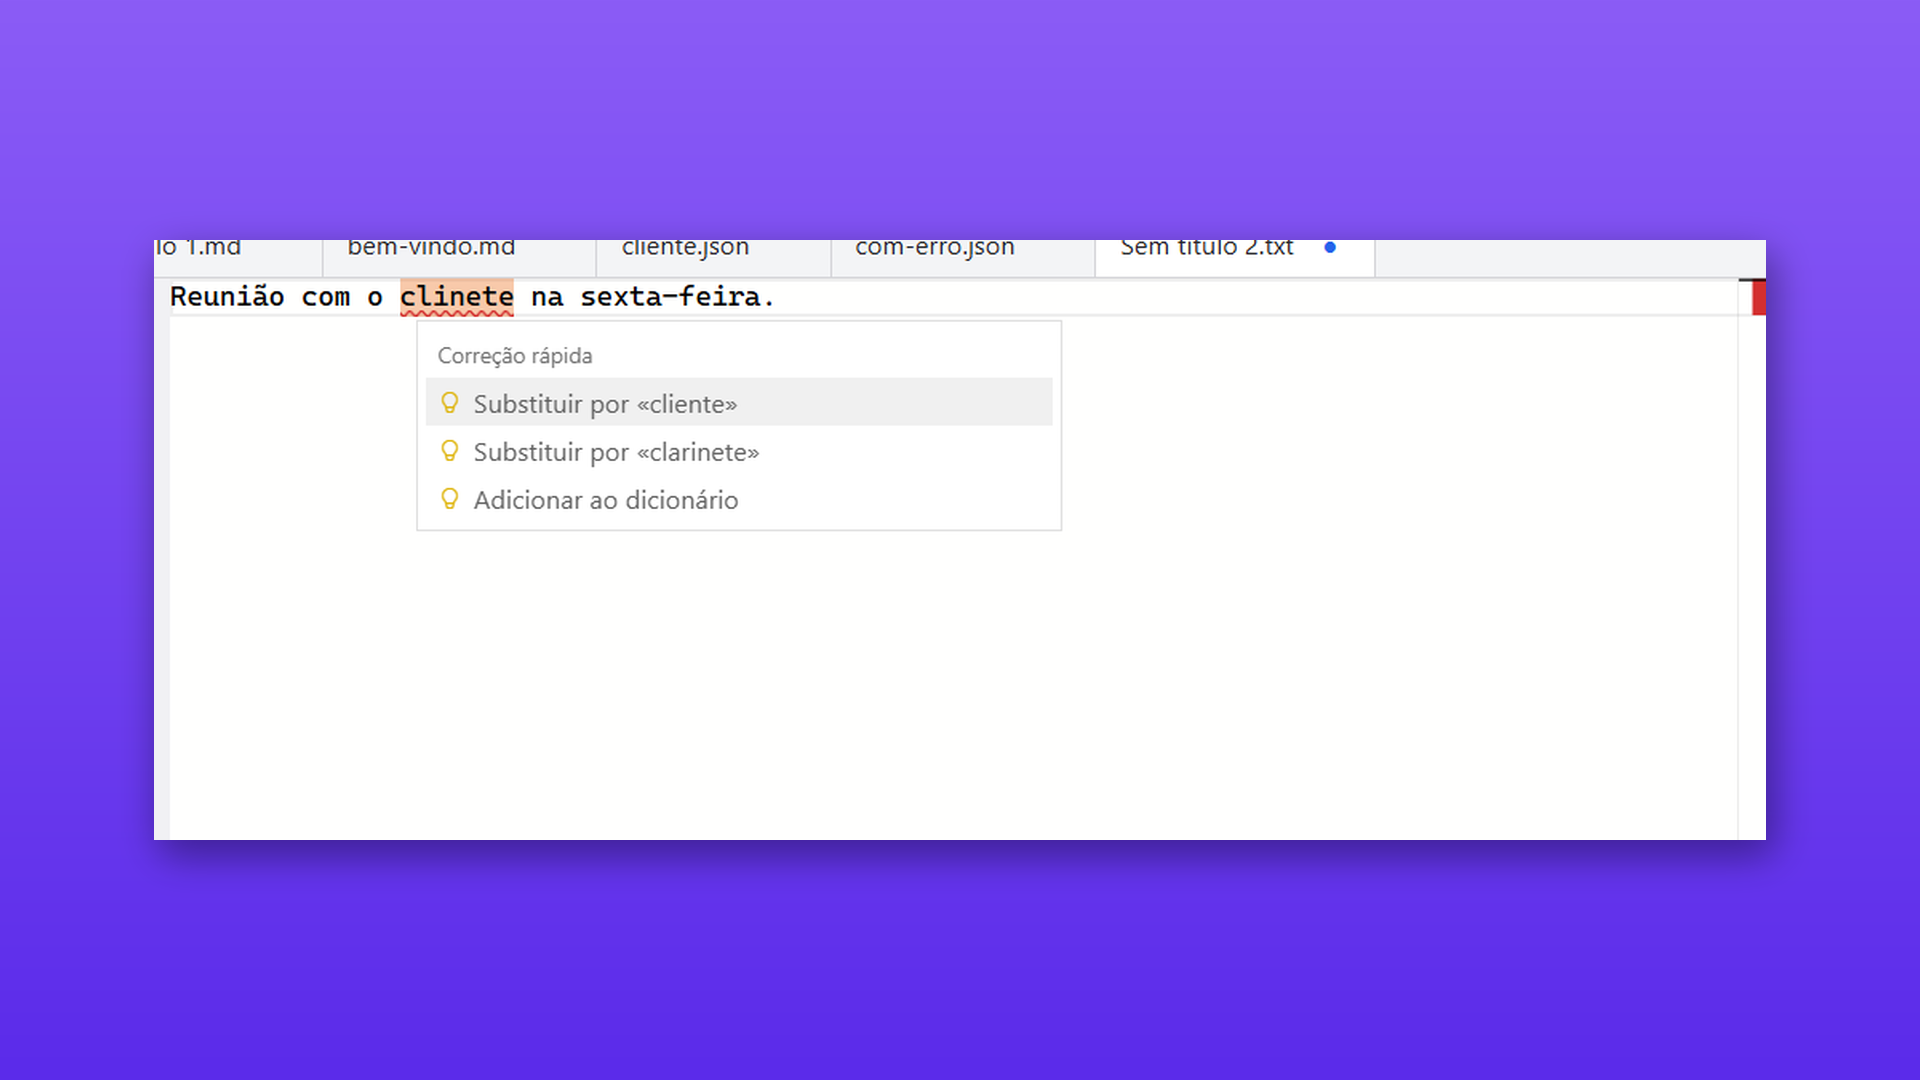 lo 1.md bem-vindo.md cliente.json com-erro.json Sem título 2.txt
Reunião com o clinete na sexta-feira.
Correção rápida
Substituir por «cliente»
Substituir por «clarinete»
Adicionar ao dicionário